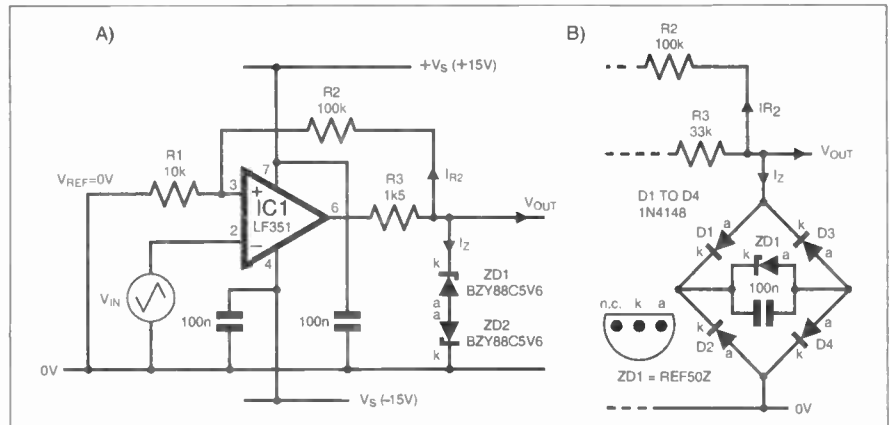 A)
+VS (+15V)
R2
100k
R1
10k
VREF=0V
7
3
+
IC1
LF351
6
2
−
4
R3
1k5
IR2
VOUT
IZ
k
ZD1
BZY88C5V6
a
a
ZD2
BZY88C5V6
k
VIN
100n
100n
0V
VS (−15V)
B)
R2
100k
IR2
R3
33k
VOUT
IZ
D1 TO D4
1N4148
D1
a
k
D3
k
a
ZD1
k
a
100n
n.c. k a
k
D2
a
k
D4
a
ZD1 = REF50Z
0V